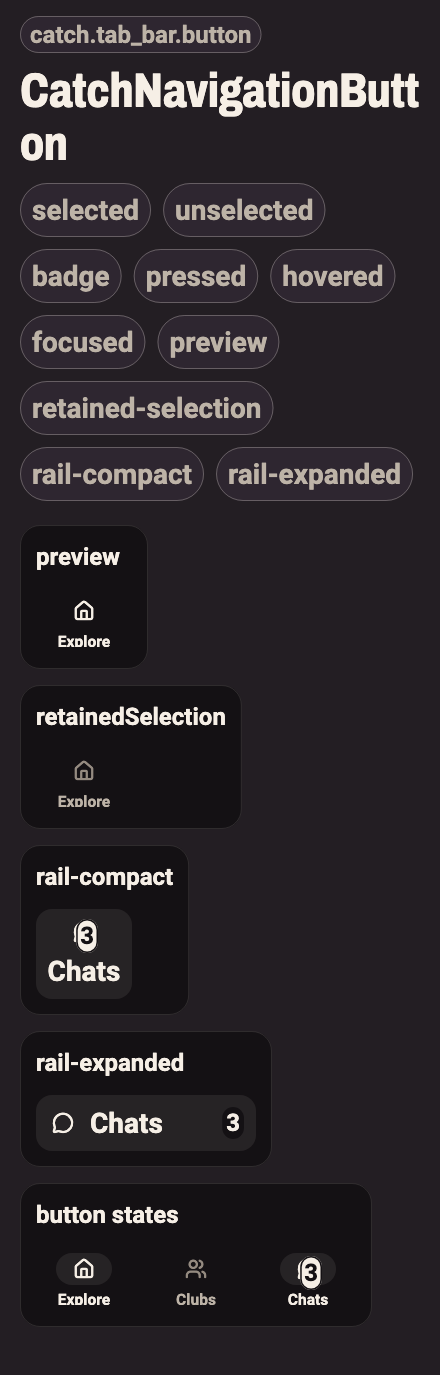 catch.tab_bar.button
CatchNavigationButt
on
selected unselected
badge pressed hovered
focused preview
retained-selection
rail-compact rail-expanded
preview
Explore
retainedSelection
Explore
rail-compact
3
Chats
rail-expanded
Chats 3
button states
3
Explore Clubs Chats